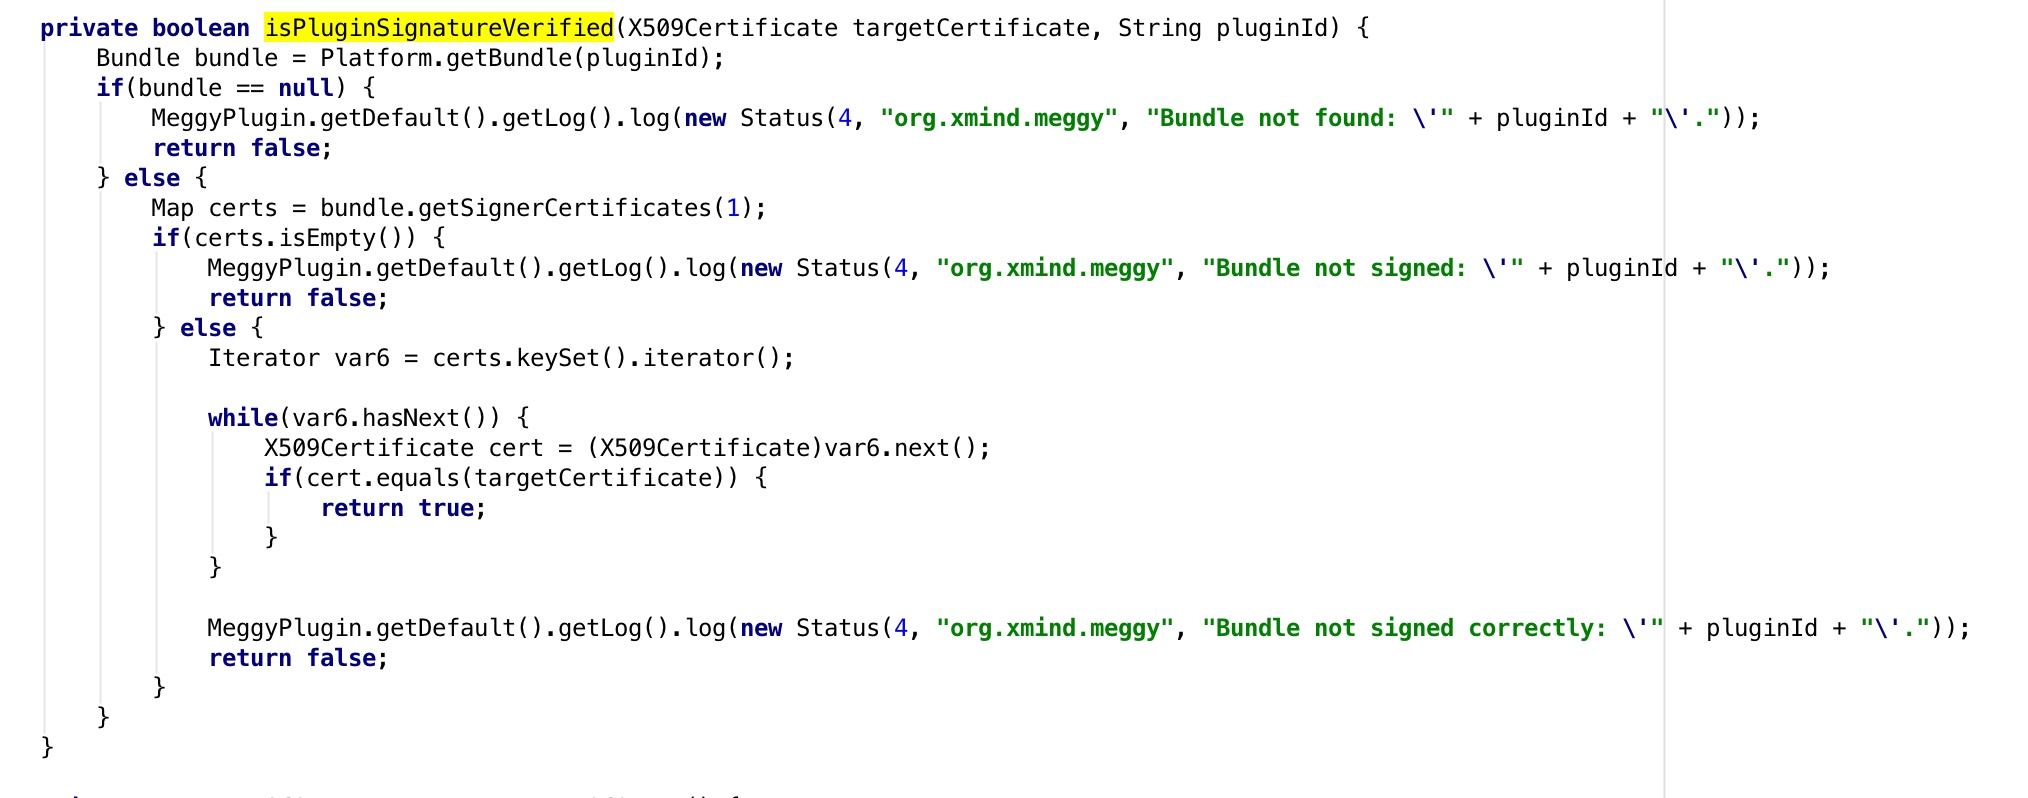 private boolean isPluginSignatureVerified(X509Certificate targetCertificate, String pluginId) {
    Bundle bundle = Platform.getBundle(pluginId);
    if(bundle == null) {
        MeggyPlugin.getDefault().getLog().log(new Status(4, "org.xmind.meggy", "Bundle not found: \'" + pluginId + "\'."));
        return false;
    } else {
        Map certs = bundle.getSignerCertificates(1);
        if(certs.isEmpty()) {
            MeggyPlugin.getDefault().getLog().log(new Status(4, "org.xmind.meggy", "Bundle not signed: \'" + pluginId + "\'."));
            return false;
        } else {
            Iterator var6 = certs.keySet().iterator();
            while(var6.hasNext()) {
                X509Certificate cert = (X509Certificate)var6.next();
                if(cert.equals(targetCertificate)) {
                    return true;
                }
            }
            MeggyPlugin.getDefault().getLog().log(new Status(4, "org.xmind.meggy", "Bundle not signed correctly: \'" + pluginId + "\'."));
            return false;
        }
    }
}